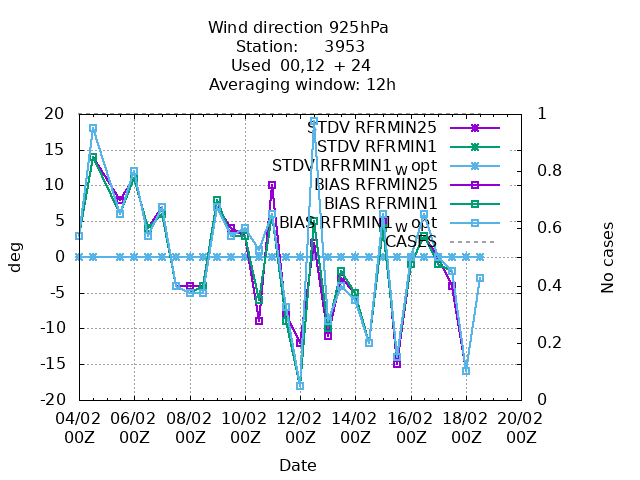 Wind direction 925hPa
Station: 3953
Used 00,12 + 24
Averaging window: 12h
20 1
STDV RFRMIN25
STDV RFRMIN1
15
STDV RFRMIN1w opt
0.8
BIAS RFRMIN25
10
BIAS RFRMIN1
5
BIAS RFRMIN1w opt
0.6
CASES
0
-5
0.4
-10
0.2
-15
-20 0
deg
No cases
04/02 06/02 08/02 10/02 12/02 14/02 16/02 18/02 20/02
00Z 00Z 00Z 00Z 00Z 00Z 00Z 00Z 00Z
Date